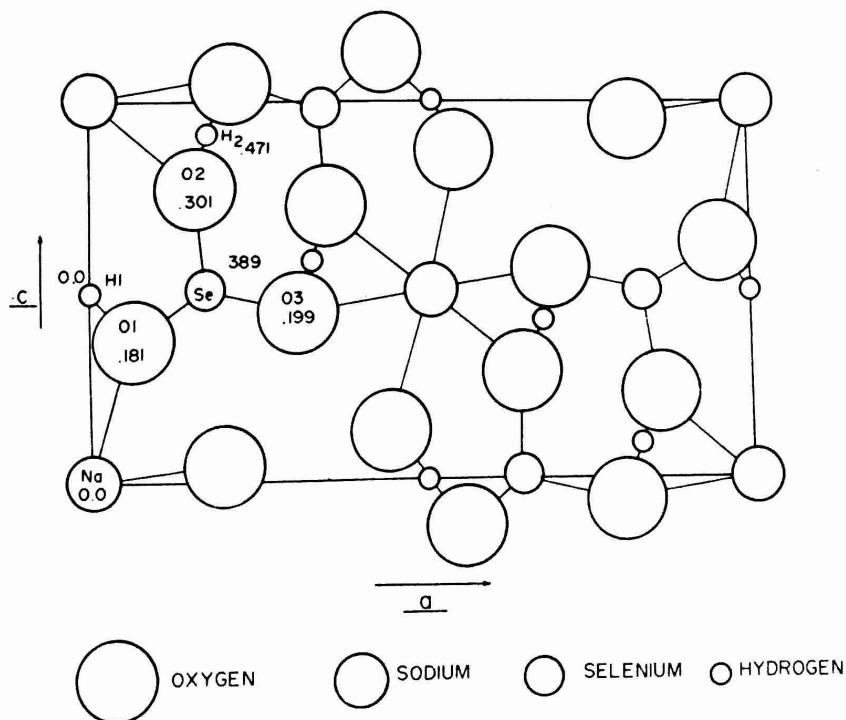 H2
.471
O2
.301
389
0.0 H1
Se
O3
.199
O1
.181
c
Na
0.0
a
OXYGEN SODIUM SELENIUM HYDROGEN